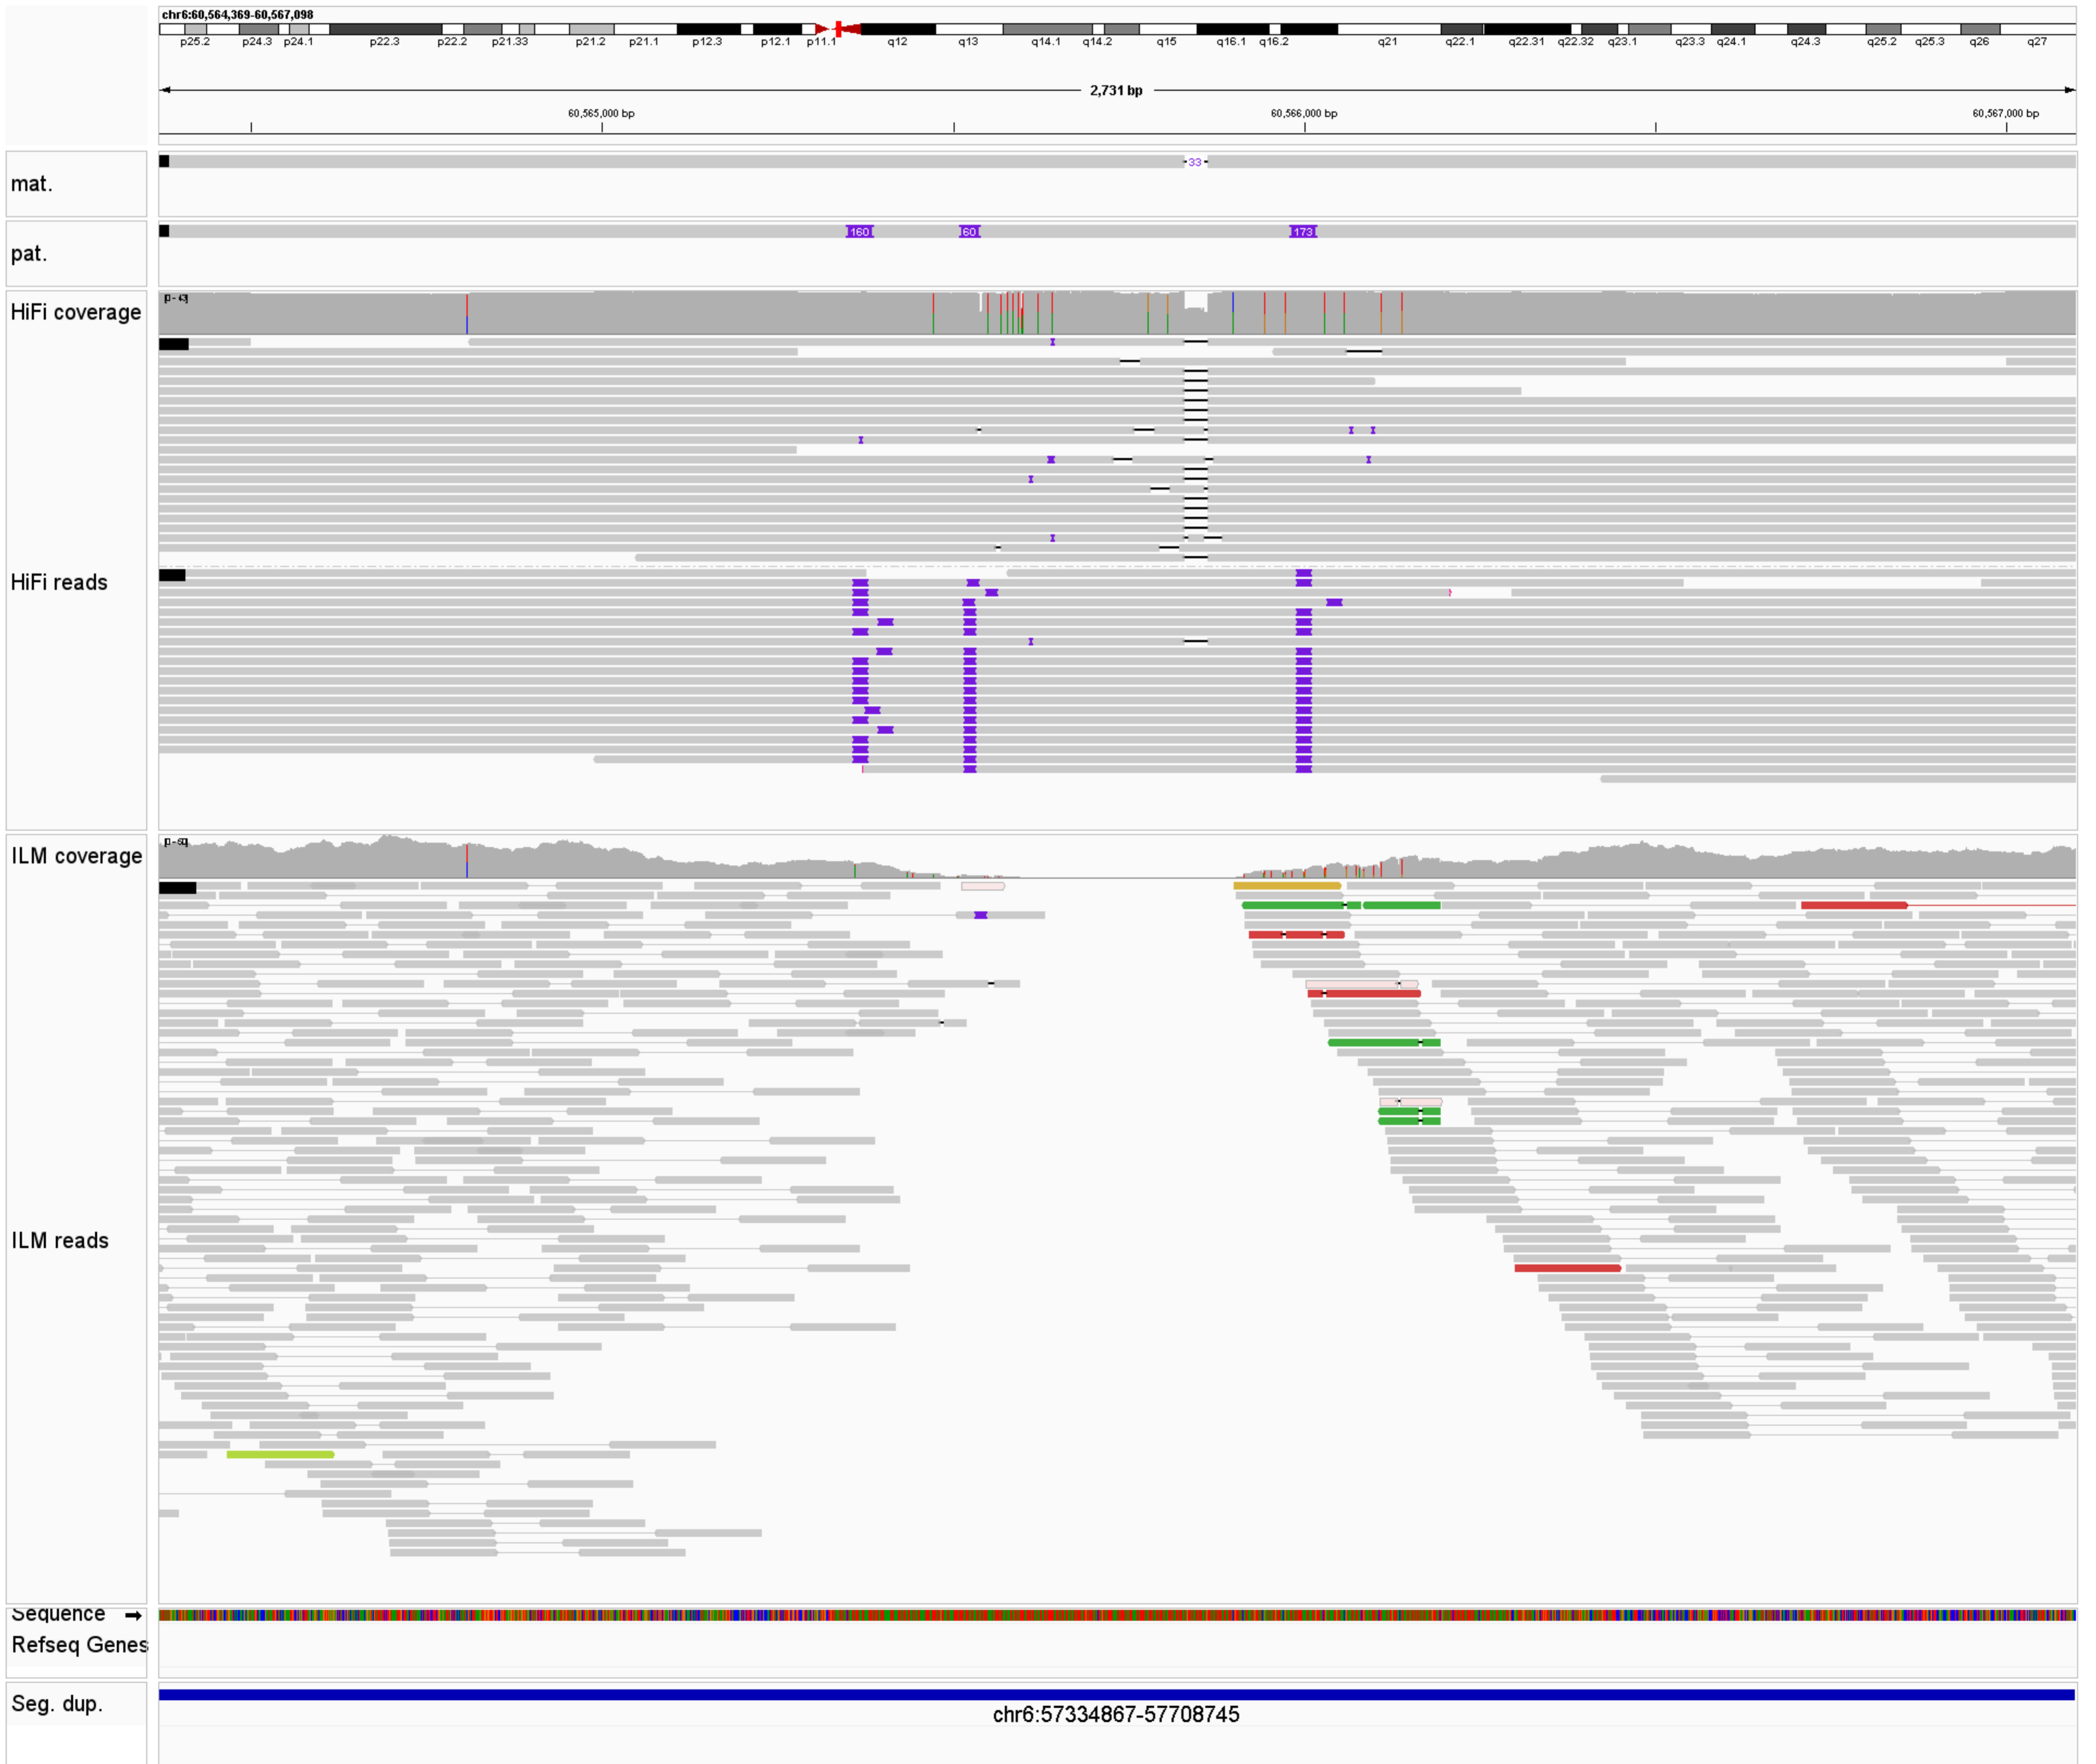 chr6:60,564,369-60,567,098
p25.2 p24.3 p24.1 p22.3 p22.2 p21.33 p21.2 p21.1 p12.3 p12.1 p11.1 q12 q13 q14.1 q14.2 q15 q16.1 q16.2 q21 q22.1 q22.31 q22.32 q23.1 q23.3 q24.1 q24.3 q25.2 q25.3 q26 q27
2,731 bp
60,565,000 bp 60,566,000 bp 60,567,000 bp
mat. 33
pat. 160 60 173
HiFi coverage
HiFi reads
ILM coverage
ILM reads
Sequence
Refseq Genes
Seg. dup.
chr6:57334867-57708745